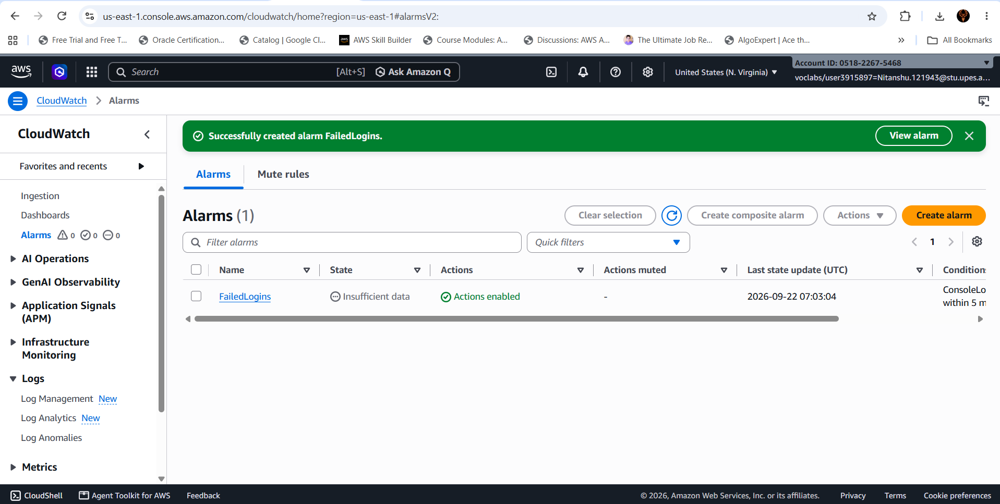 us-east-1.console.aws.amazon.com/cloudwatch/home?region=us-east-1#alarmsV2:
Free Trial and Free T... Oracle Certification... Catalog | Google Cl... aws AWS Skill Builder Course Modules: A... Discussions: AWS A... The Ultimate Job Re... AlgoExpert | Ace th... » All Bookmarks
aws Search [Alt+S] Ask Amazon Q United States (N. Virginia) Account ID: 0518-2267-5468
voclabs/user3915897=Nitanshu.121943@stu.upes.a...
CloudWatch Alarms
CloudWatch
Favorites and recents
Ingestion
Dashboards
Alarms 0 0 0
AI Operations
GenAI Observability
Application Signals
(APM)
Infrastructure
Monitoring
Logs
Log Management New
Log Analytics New
Log Anomalies
Metrics
Successfully created alarm FailedLogins. View alarm
Alarms Mute rules
Alarms (1) Clear selection Create composite alarm Actions Create alarm
Filter alarms Quick filters 1
Name State Actions Actions muted Last state update (UTC) Condition
FailedLogins Insufficient data Actions enabled - 2026-09-22 07:03:04 ConsoleLo
within 5 m
CloudShell Agent Toolkit for AWS Feedback © 2026, Amazon Web Services, Inc. or its affiliates. Privacy Terms Cookie preferences